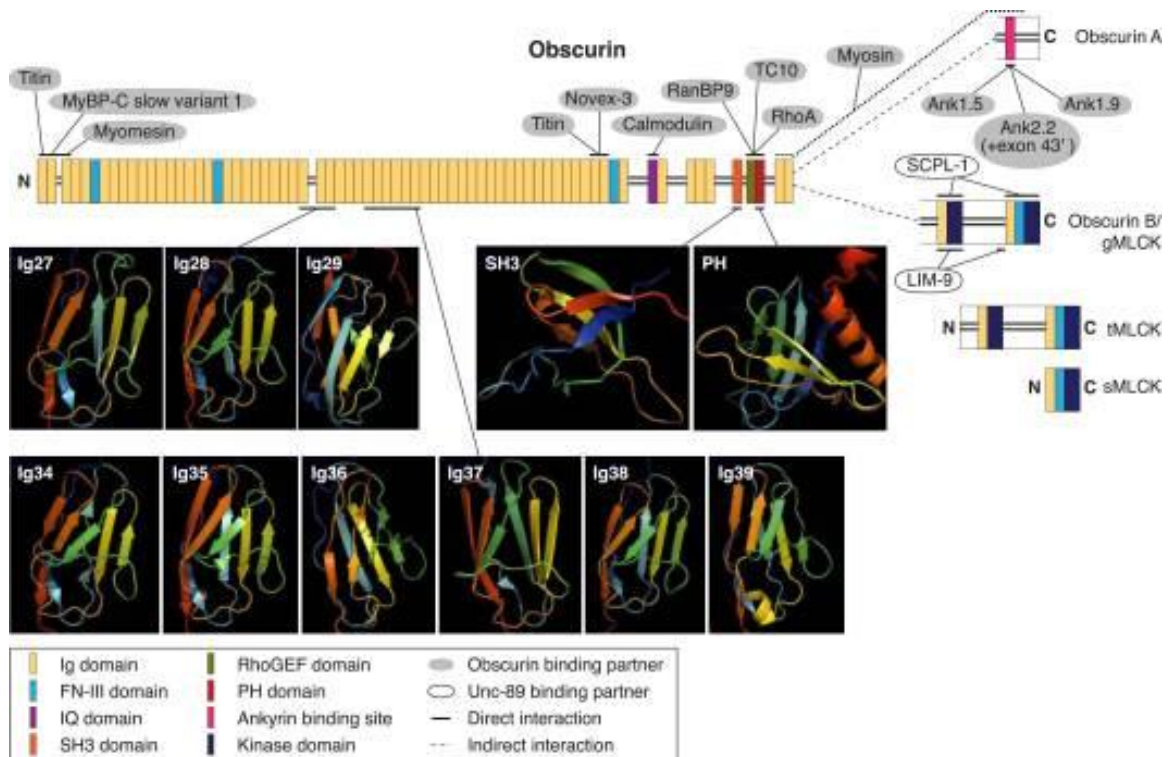 Obscurin
Titin
MyBP-C slow variant 1
Myomesin
Novex-3
Titin
Calmodulin
RanBP9
TC10
RhoA
Myosin
C Obscurin A
Ank1.5
Ank1.9
Ank2.2
(+exon 43′)
N
SCPL-1
C Obscurin B/
gMLCK
LIM-9
N C tMLCK
N C sMLCK
Ig27
Ig28
Ig29
SH3
PH
Ig34
Ig35
Ig36
Ig37
Ig38
Ig39
Ig domain
FN-III domain
IQ domain
SH3 domain
RhoGEF domain
PH domain
Ankyrin binding site
Kinase domain
Obscurin binding partner
Unc-89 binding partner
Direct interaction
Indirect interaction